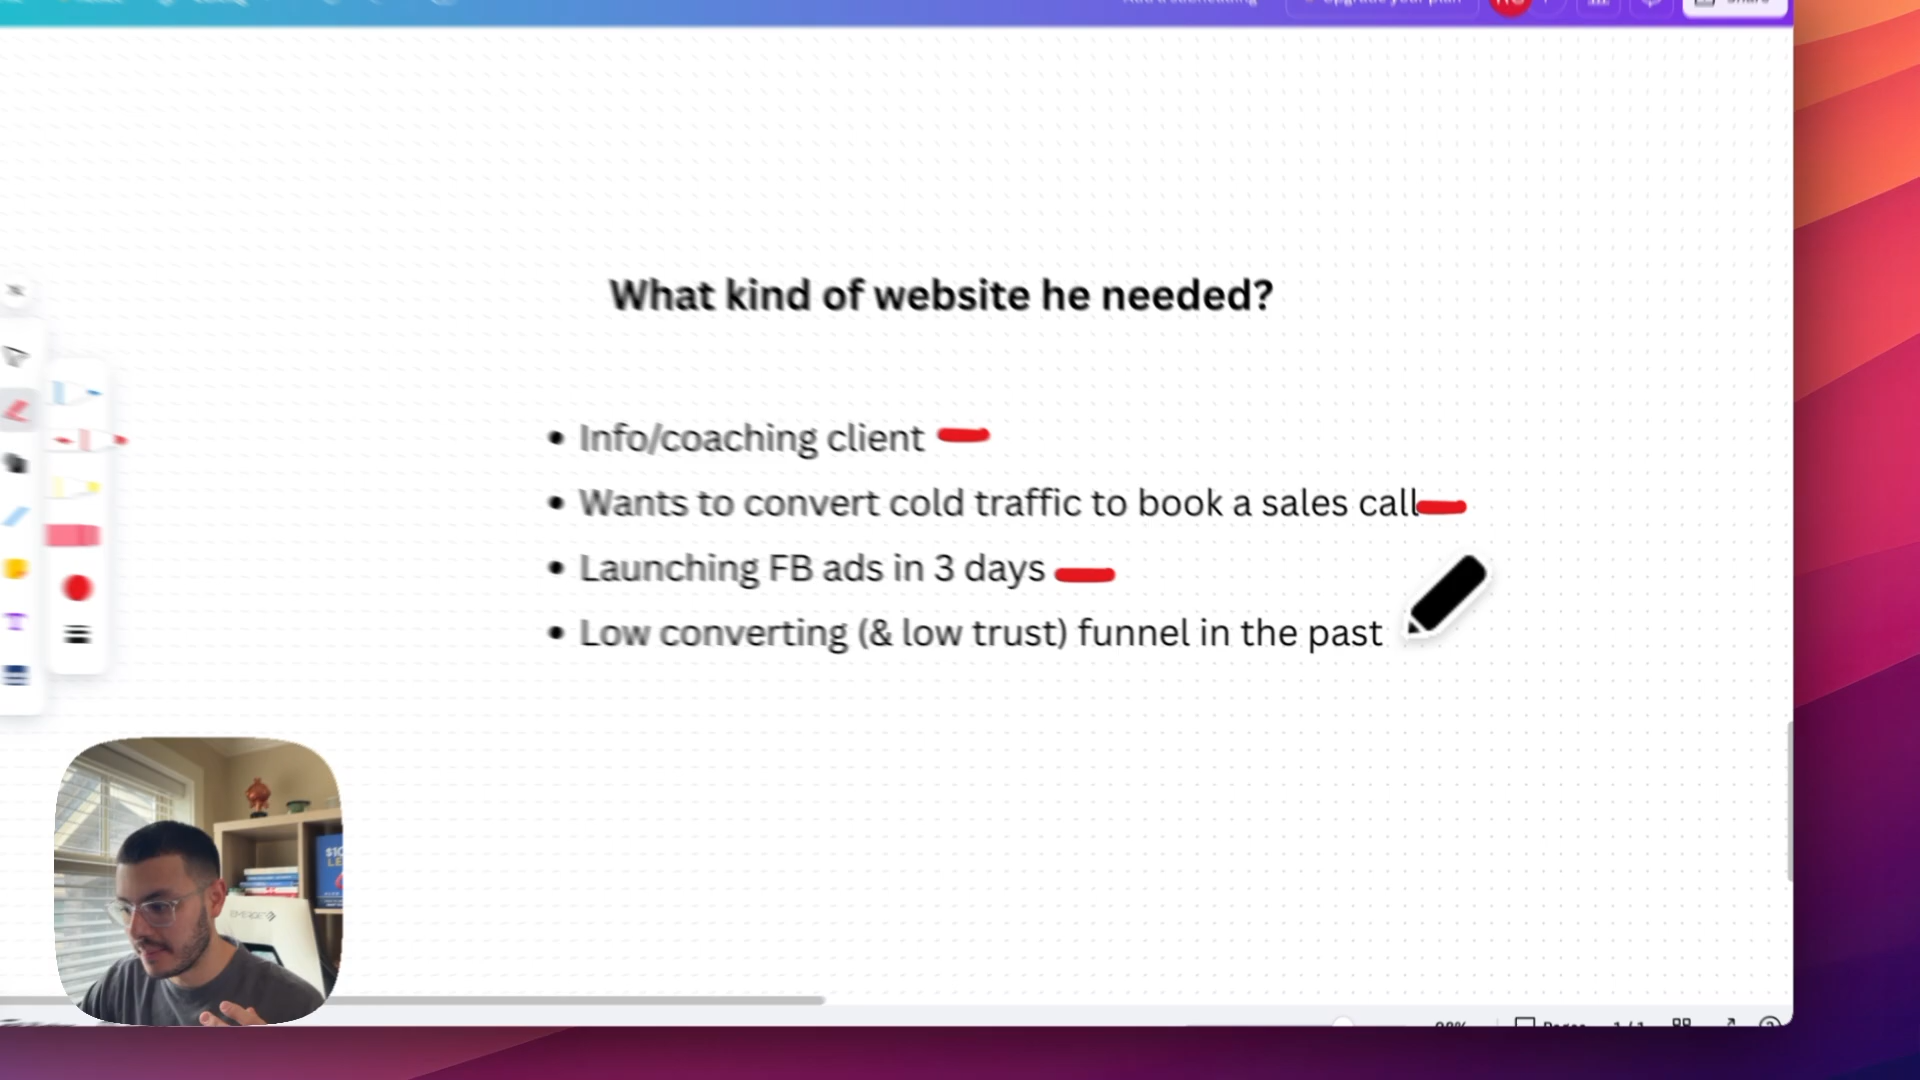 What kind of website he needed?
• Info/coaching client
• Wants to convert cold traffic to book a sales call
• Launching FB ads in 3 days
• Low converting (& low trust) funnel in the past
EMERGE